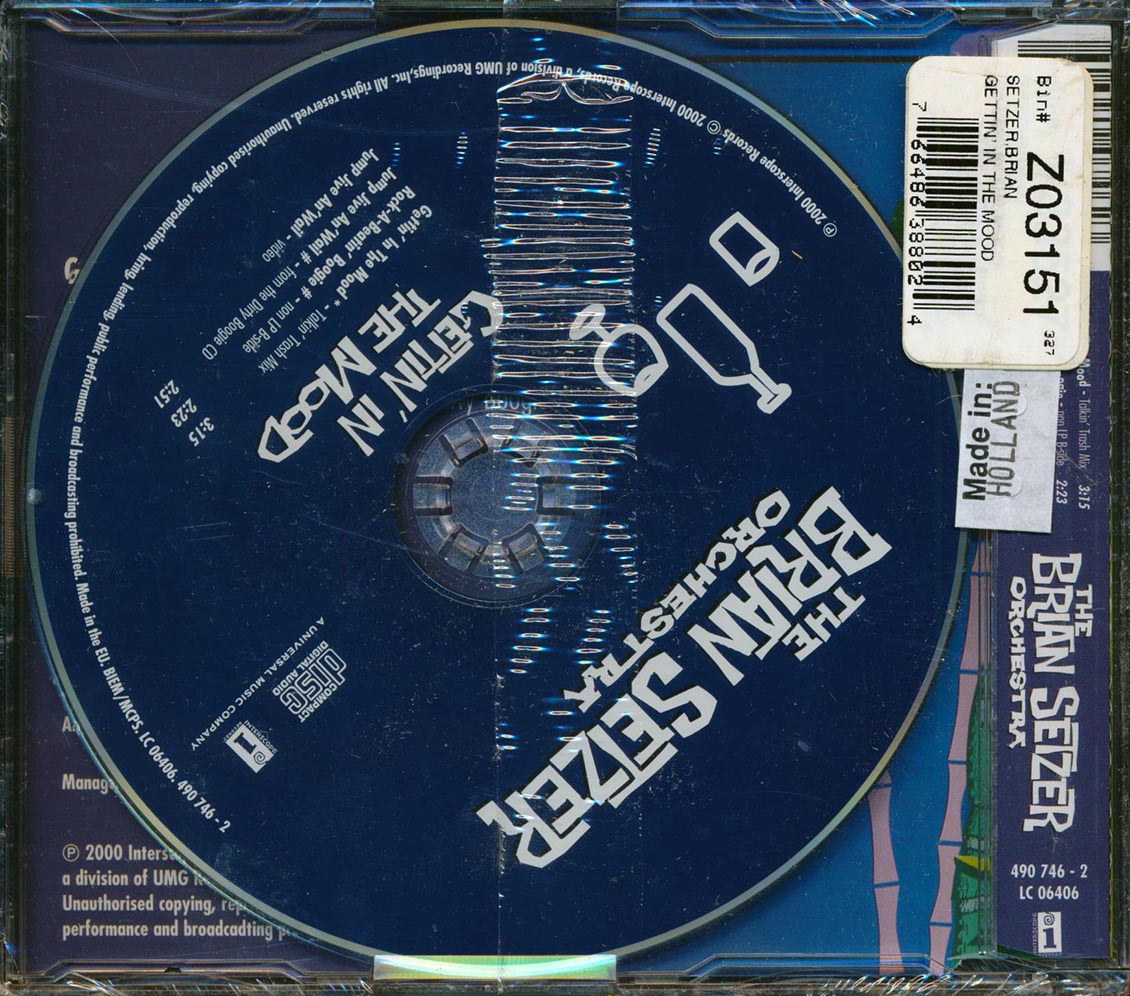 THE
BRIAN SETZER
ORCHESTRA
GETTIN' IN
THE MOOD
Gettin' In The Mood - Talkin' Trash Mix
Rock-A-Beatin' Boogie # - non LP B-side
Jump Jive An' Wail # - from the Dirty Boogie CD
Jump Jive An' Wail - video
3:15
2:23
2:51
COMPACT
disc
DIGITAL AUDIO
INTERSCOPE
A UNIVERSAL MUSIC COMPANY
℗ 2000 Interscope Records © 2000 Interscope Records, a division of UMG Recordings,Inc. All rights reserved. Unauthorised copying, reproduction, hiring, lending, public performance and broadcasting prohibited. Made in the EU. BIEM/MCPS. LC 06406. 490 746 - 2
Bin#
Z03151
327
SETZER,BRIAN
GETTIN' IN THE MOOD
7 66486 38802 4
Made in:
HOLLAND
Mood - Talkin' Trash Mix 3:15
non LP B-side 2:23
THE
BRIAN SETZER
ORCHESTRA
490 746 - 2
LC 06406
INTERSCOPE
G
Manag
℗ 2000 Intersc
a division of UMG R
Unauthorised copying, rep
performance and broadcadting p